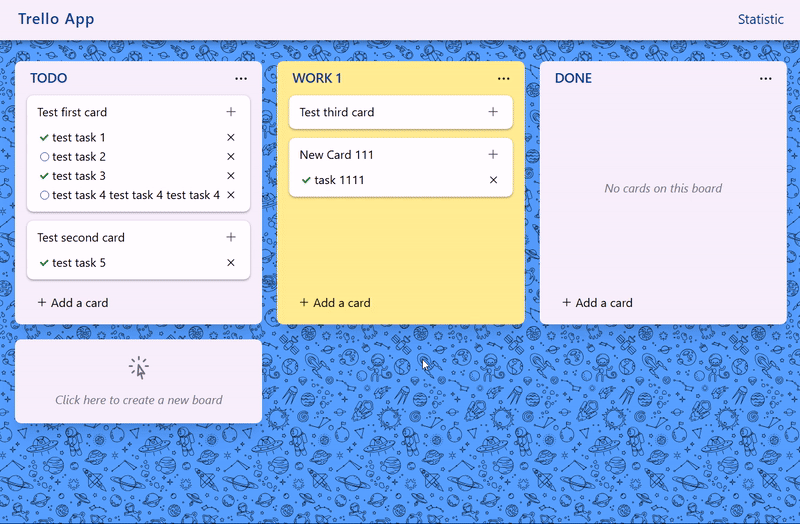 Trello App
Statistic
TODO
Test first card
test task 1
test task 2
test task 3
test task 4 test task 4 test task 4
Test second card
test task 5
+ Add a card
WORK 1
Test third card
New Card 111
task 1111
+ Add a card
DONE
No cards on this board
+ Add a card
Click here to create a new board